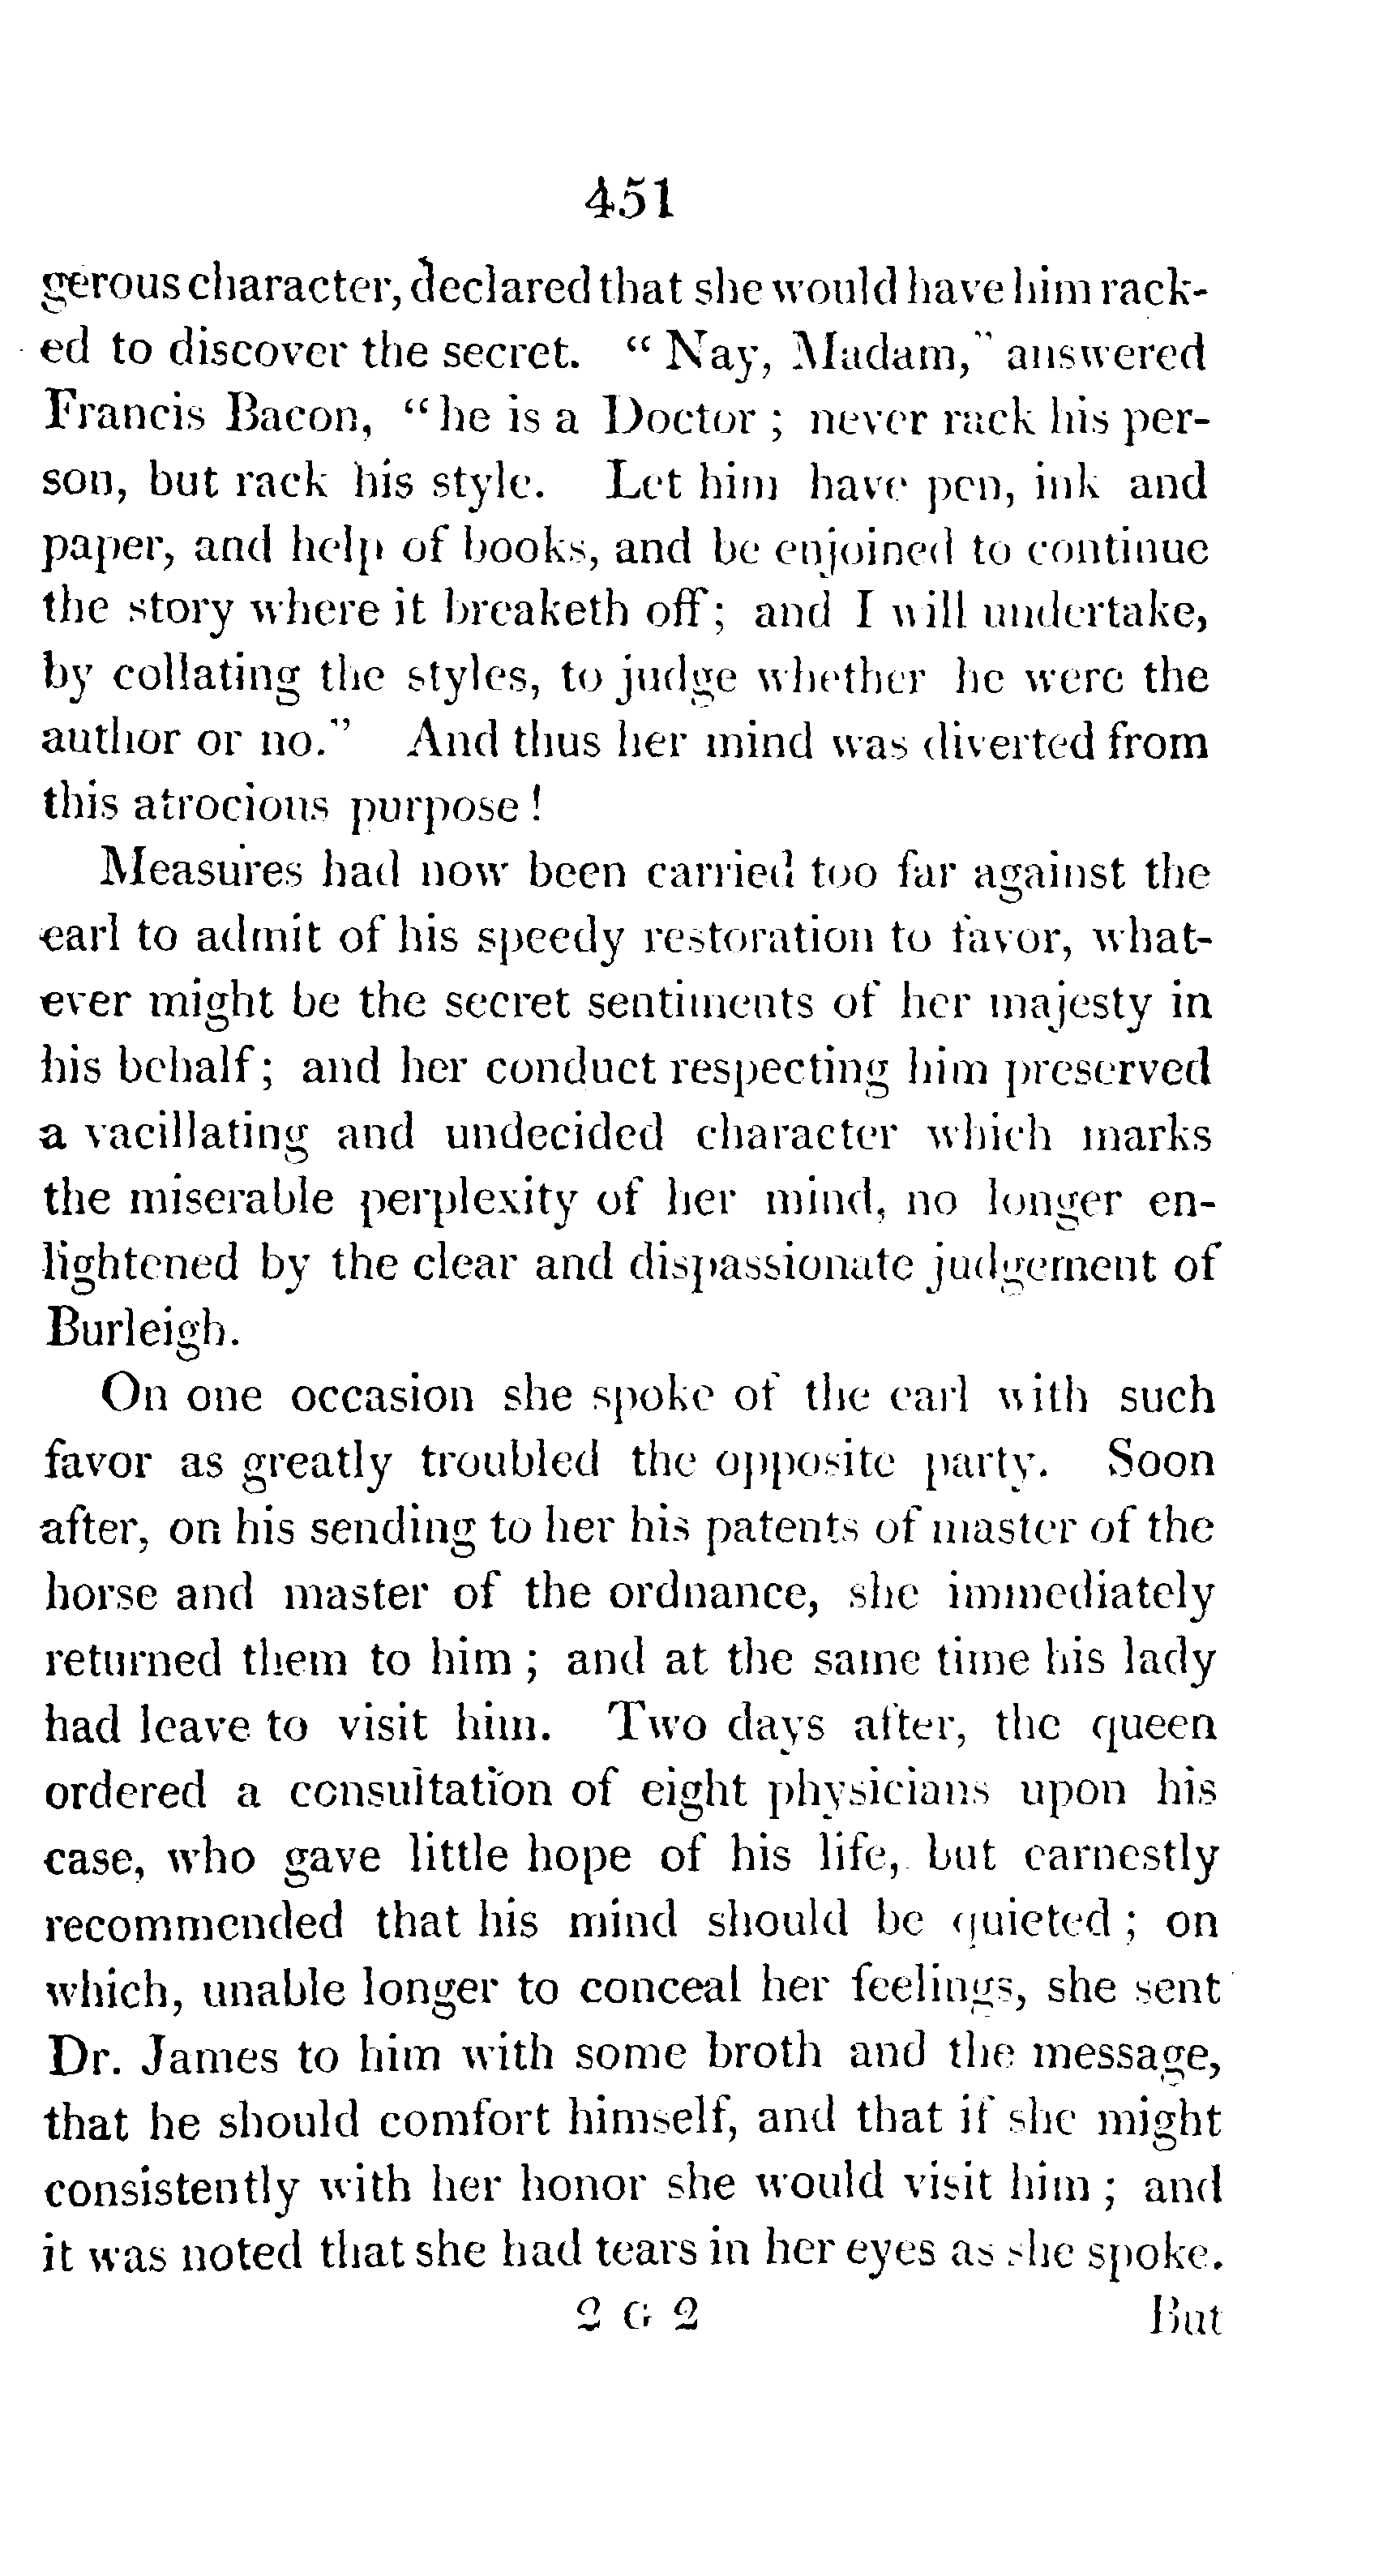 451
gerous character, declared that she would have him rack-
ed to discover the secret. “ Nay, Madam,” answered
Francis Bacon, “ he is a Doctor ; never rack his per-
son, but rack his style. Let him have pen, ink and
paper, and help of books, and be enjoined to continue
the story where it breaketh off ; and I will undertake,
by collating the styles, to judge whether he were the
author or no.” And thus her mind was diverted from
this atrocious purpose !
Measures had now been carried too far against the
earl to admit of his speedy restoration to favor, what-
ever might be the secret sentiments of her majesty in
his behalf ; and her conduct respecting him preserved
a vacillating and undecided character which marks
the miserable perplexity of her mind, no longer en-
lightened by the clear and dispassionate judgement of
Burleigh.
On one occasion she spoke of the earl with such
favor as greatly troubled the opposite party. Soon
after, on his sending to her his patents of master of the
horse and master of the ordnance, she immediately
returned them to him ; and at the same time his lady
had leave to visit him. Two days after, the queen
ordered a consultation of eight physicians upon his
case, who gave little hope of his life, but earnestly
recommended that his mind should be quieted ; on
which, unable longer to conceal her feelings, she sent
Dr. James to him with some broth and the message,
that he should comfort himself, and that if she might
consistently with her honor she would visit him ; and
it was noted that she had tears in her eyes as she spoke.
2 G 2 But